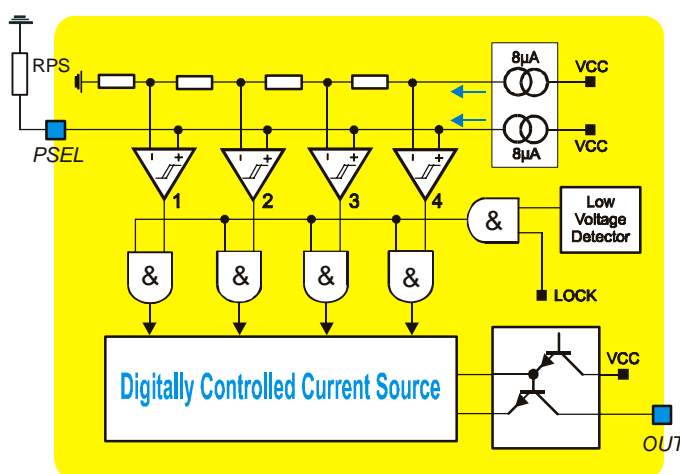 RPS
8µA
VCC
PSEL
8µA
VCC
- +
- +
- +
- +
1
2
3
4
&
Low
Voltage
Detector
&
&
&
&
LOCK
Digitally Controlled Current Source
VCC
OUT